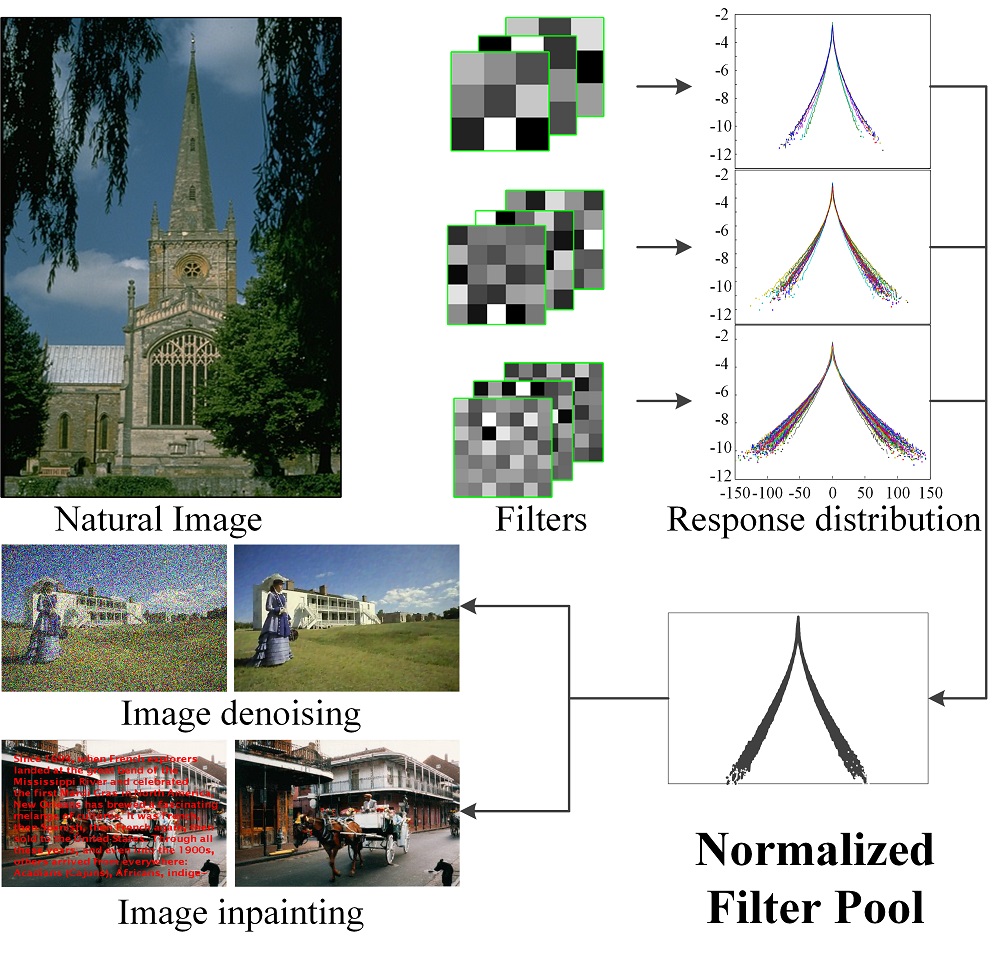 -2
-4
-6
-8
-10
-12
-2
-4
-6
-8
-10
-12
-2
-4
-6
-8
-10
-12
-150 -100 -50 0 50 100 150
Natural Image
Filters
Response distribution
Image denoising
Since when French explorers
landed at the great bend of the
Mississippi River and celebrated
the first Mardi Gras in North America
New Orleans has brewed a fascinating
melange of cultures. It was French,
then Spanish, then French again, then
sold to the United States. Through all
these years, and even into the 1900s,
others arrived from everywhere:
Acadians (Cajuns), Africans, indige-
Image inpainting
Normalized
Filter Pool